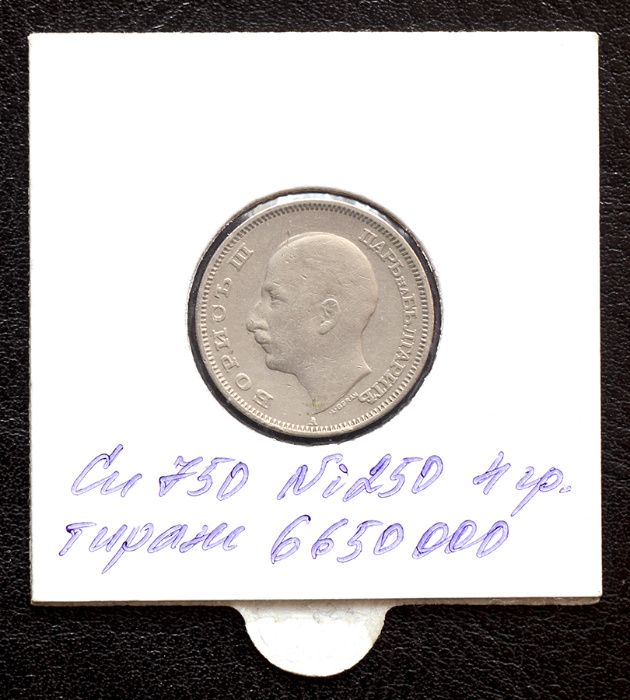 БОРИСЪ III
ЦАРЬ НА БЪЛГАРИТѢ
A
Cu 750 Ni 250 4 гр.
тираж 6650000